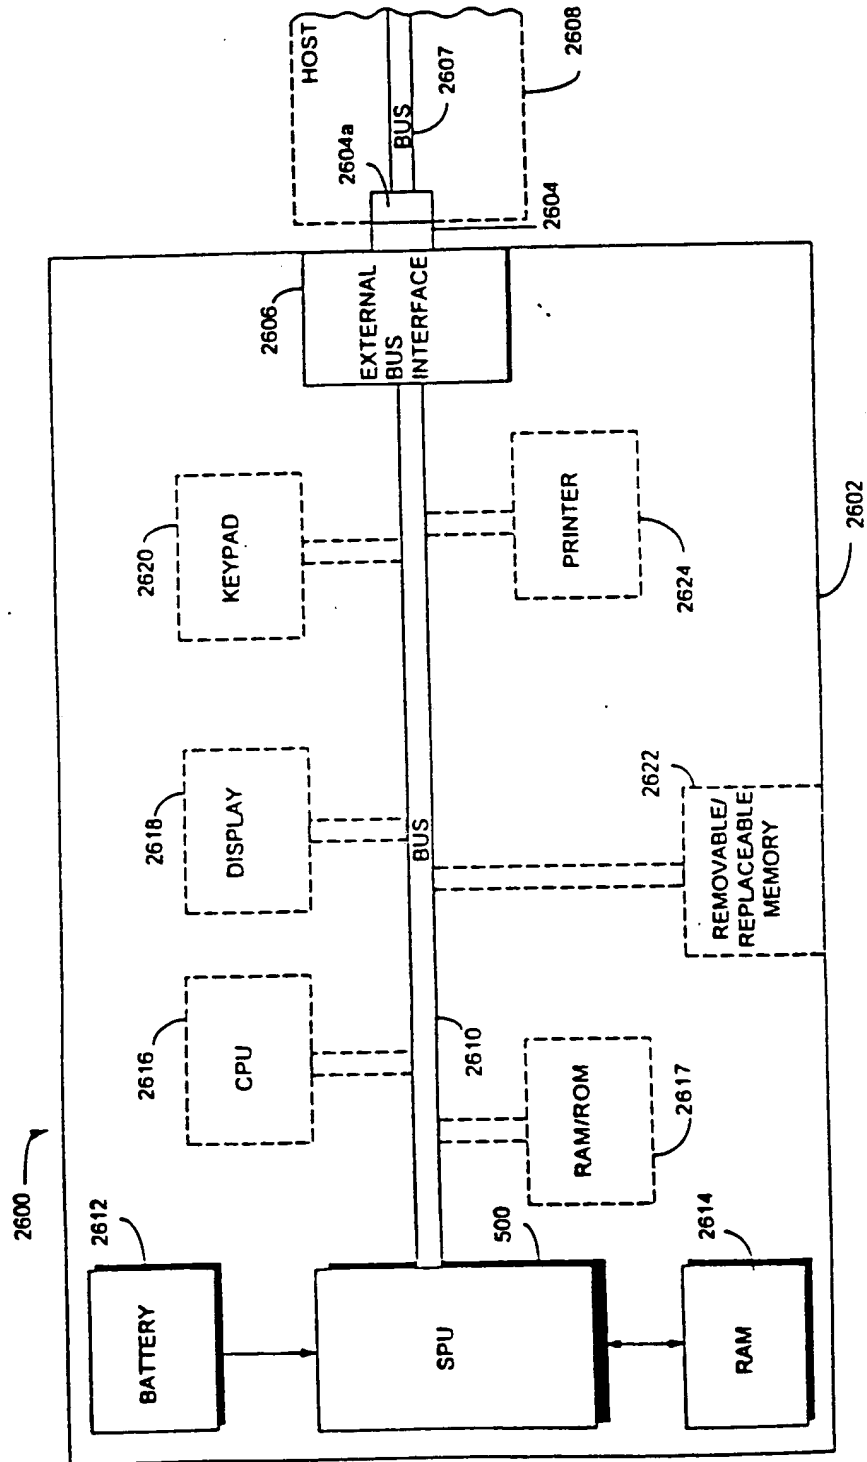 2600
BATTERY
2612
SPU
500
RAM
2614
CPU
2616
RAM/ROM
2617
BUS
2610
DISPLAY
2618
REMOVABLE/
REPLACEABLE
MEMORY
2622
KEYPAD
2620
PRINTER
2624
EXTERNAL
BUS
INTERFACE
2606
2602
2604
2604a
HOST
BUS
2607
2608